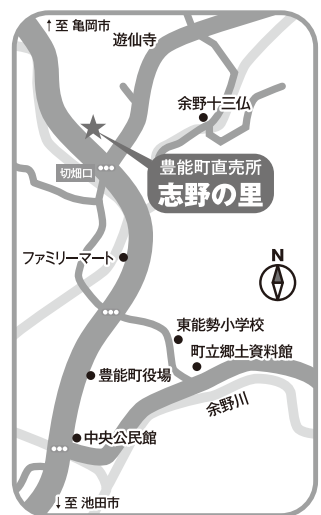 ↑至 亀岡市
遊仙寺
余野十三仏
豊能町直売所
志野の里
切畑口
ファミリーマート
N
東能勢小学校
町立郷土資料館
豊能町役場
余野川
中央公民館
↓至 池田市